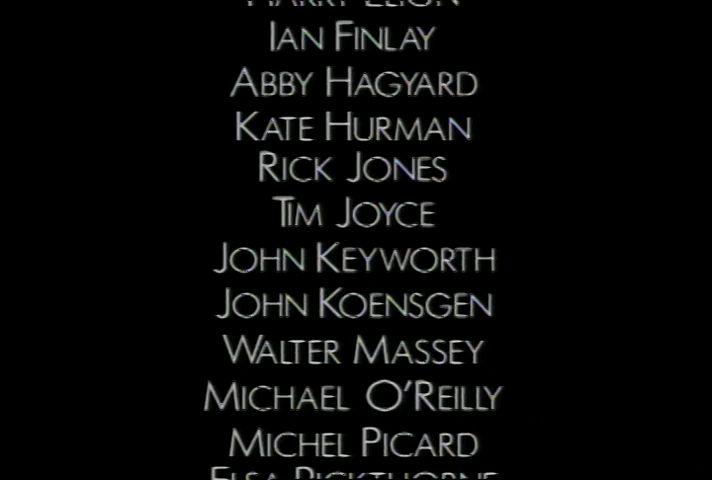 IAN FINLAY
ABBY HAGYARD
KATE HURMAN
RICK JONES
TIM JOYCE
JOHN KEYWORTH
JOHN KOENSGEN
WALTER MASSEY
MICHAEL O'REILLY
MICHEL PICARD